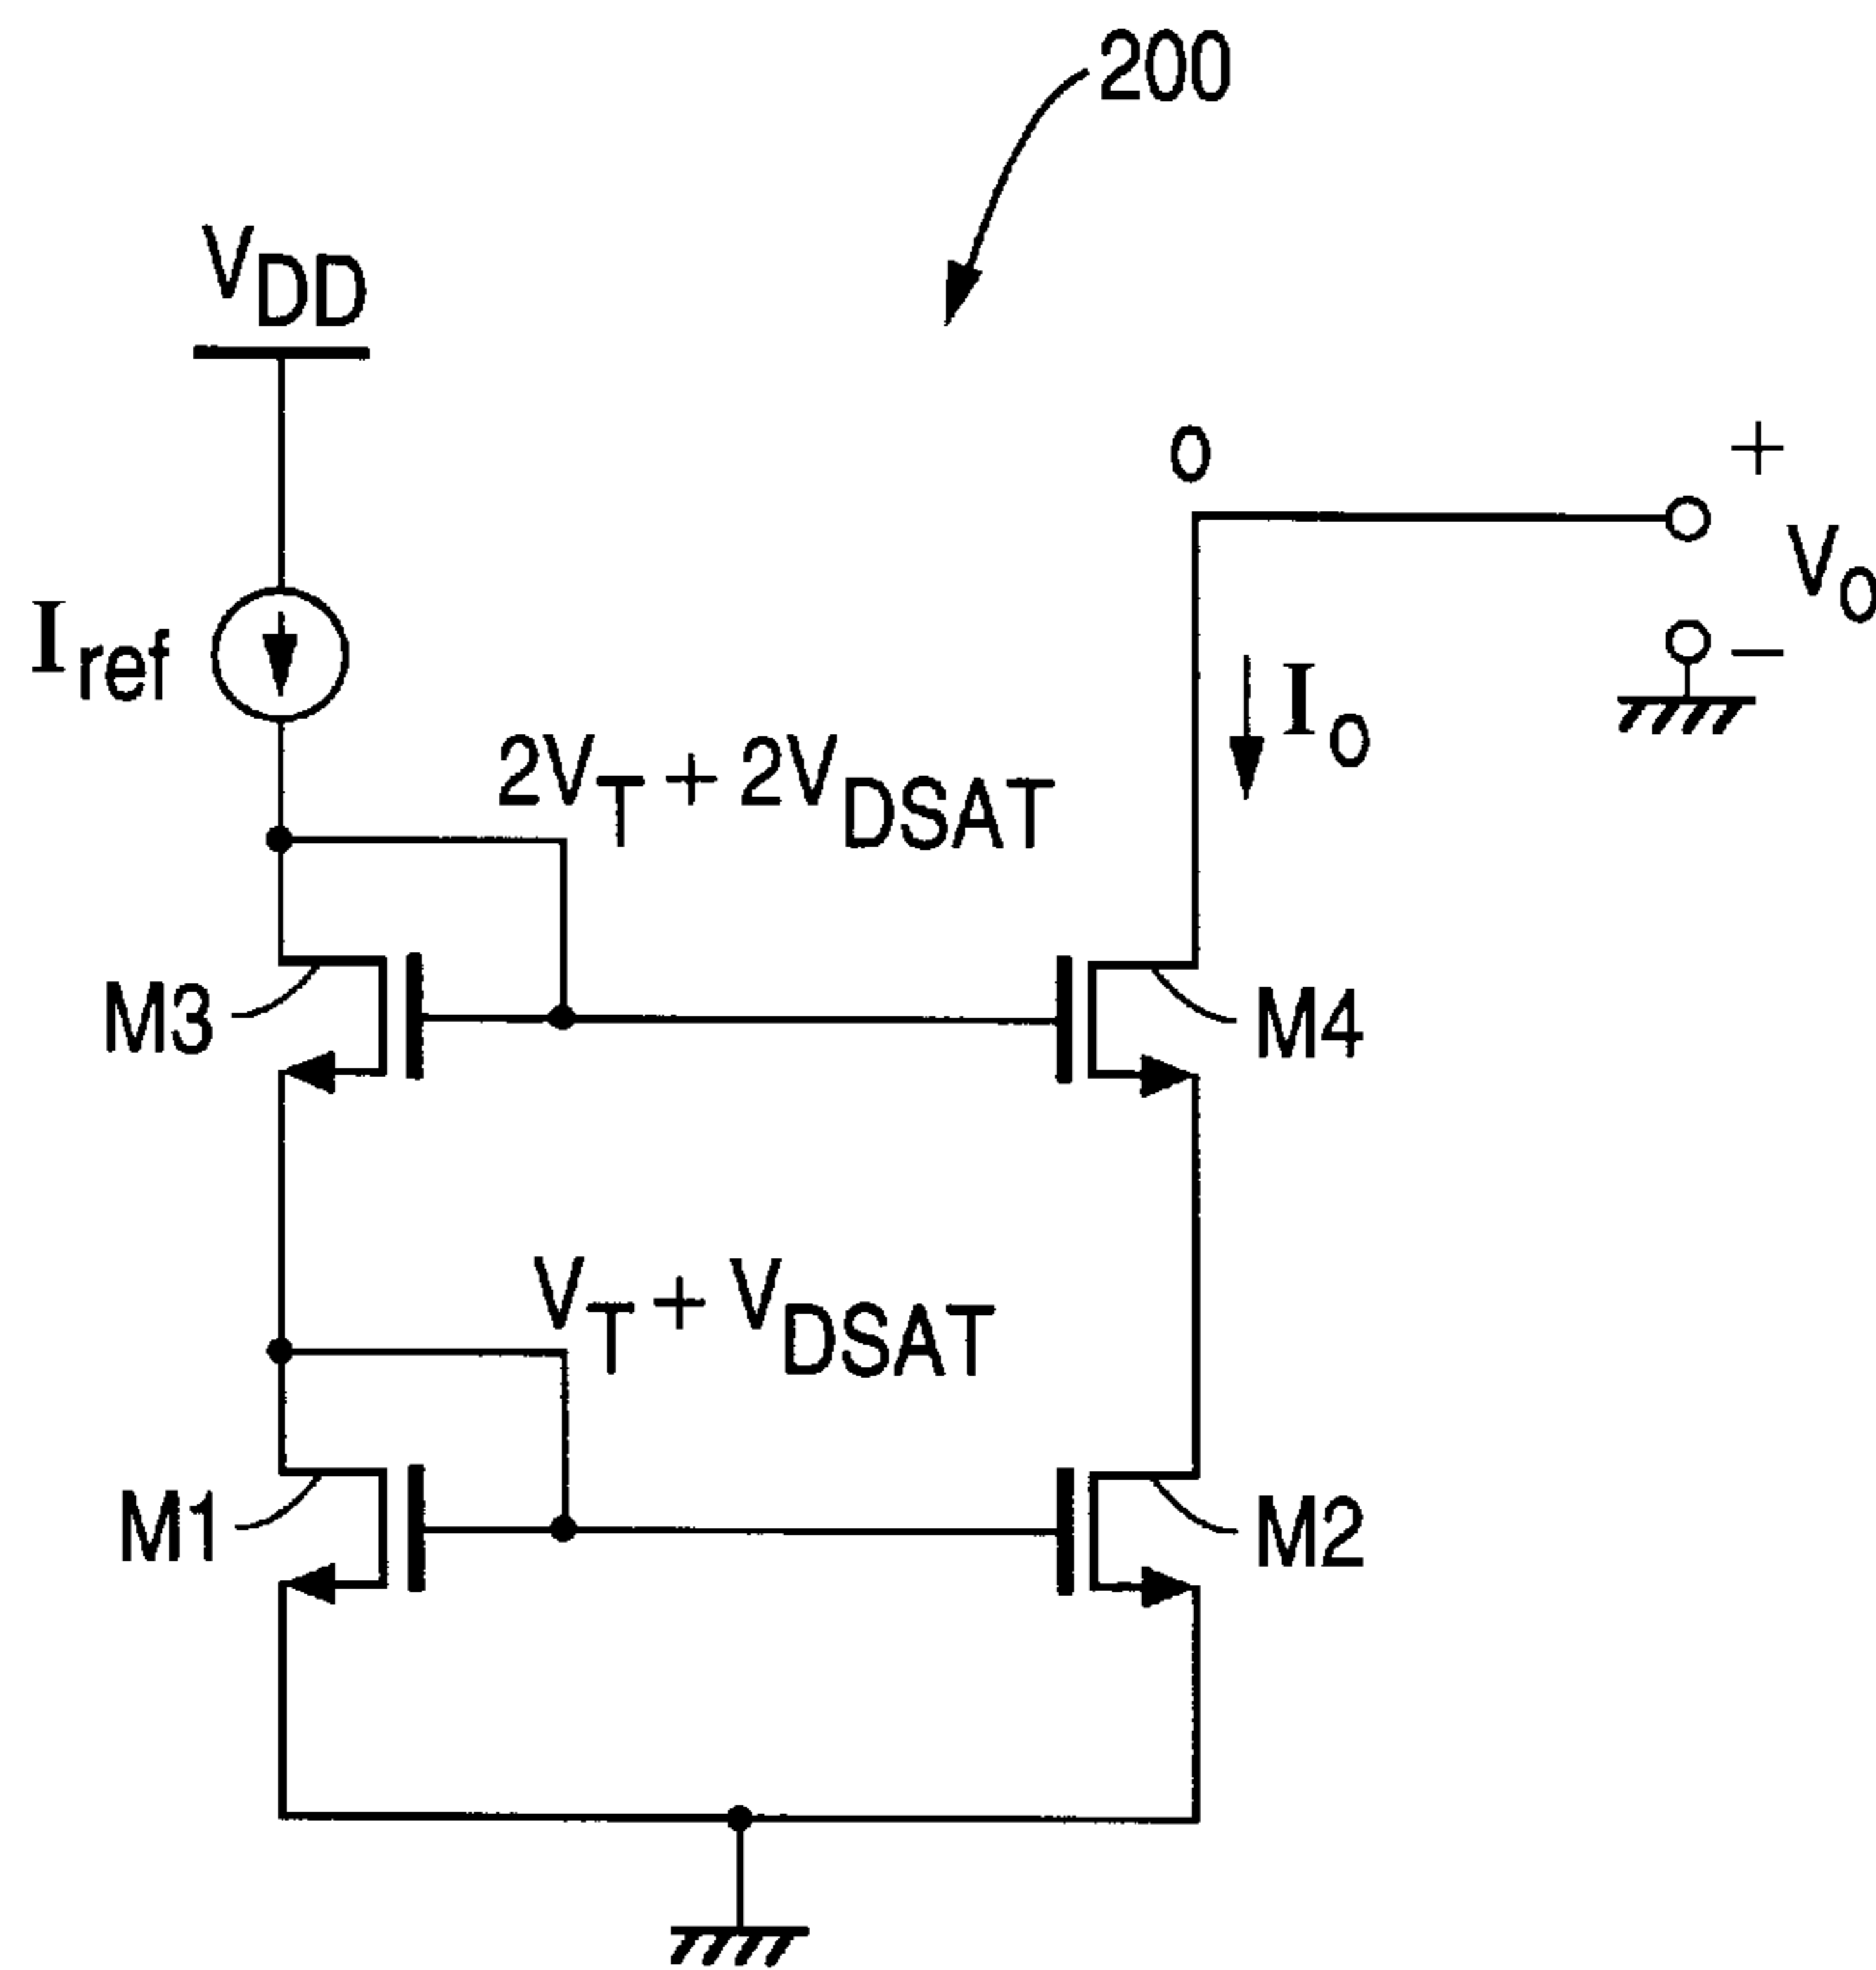 200
VDD
o
+
VO
Iref
−
Io
2VT + 2VDSAT
M3
M4
VT + VDSAT
M1
M2